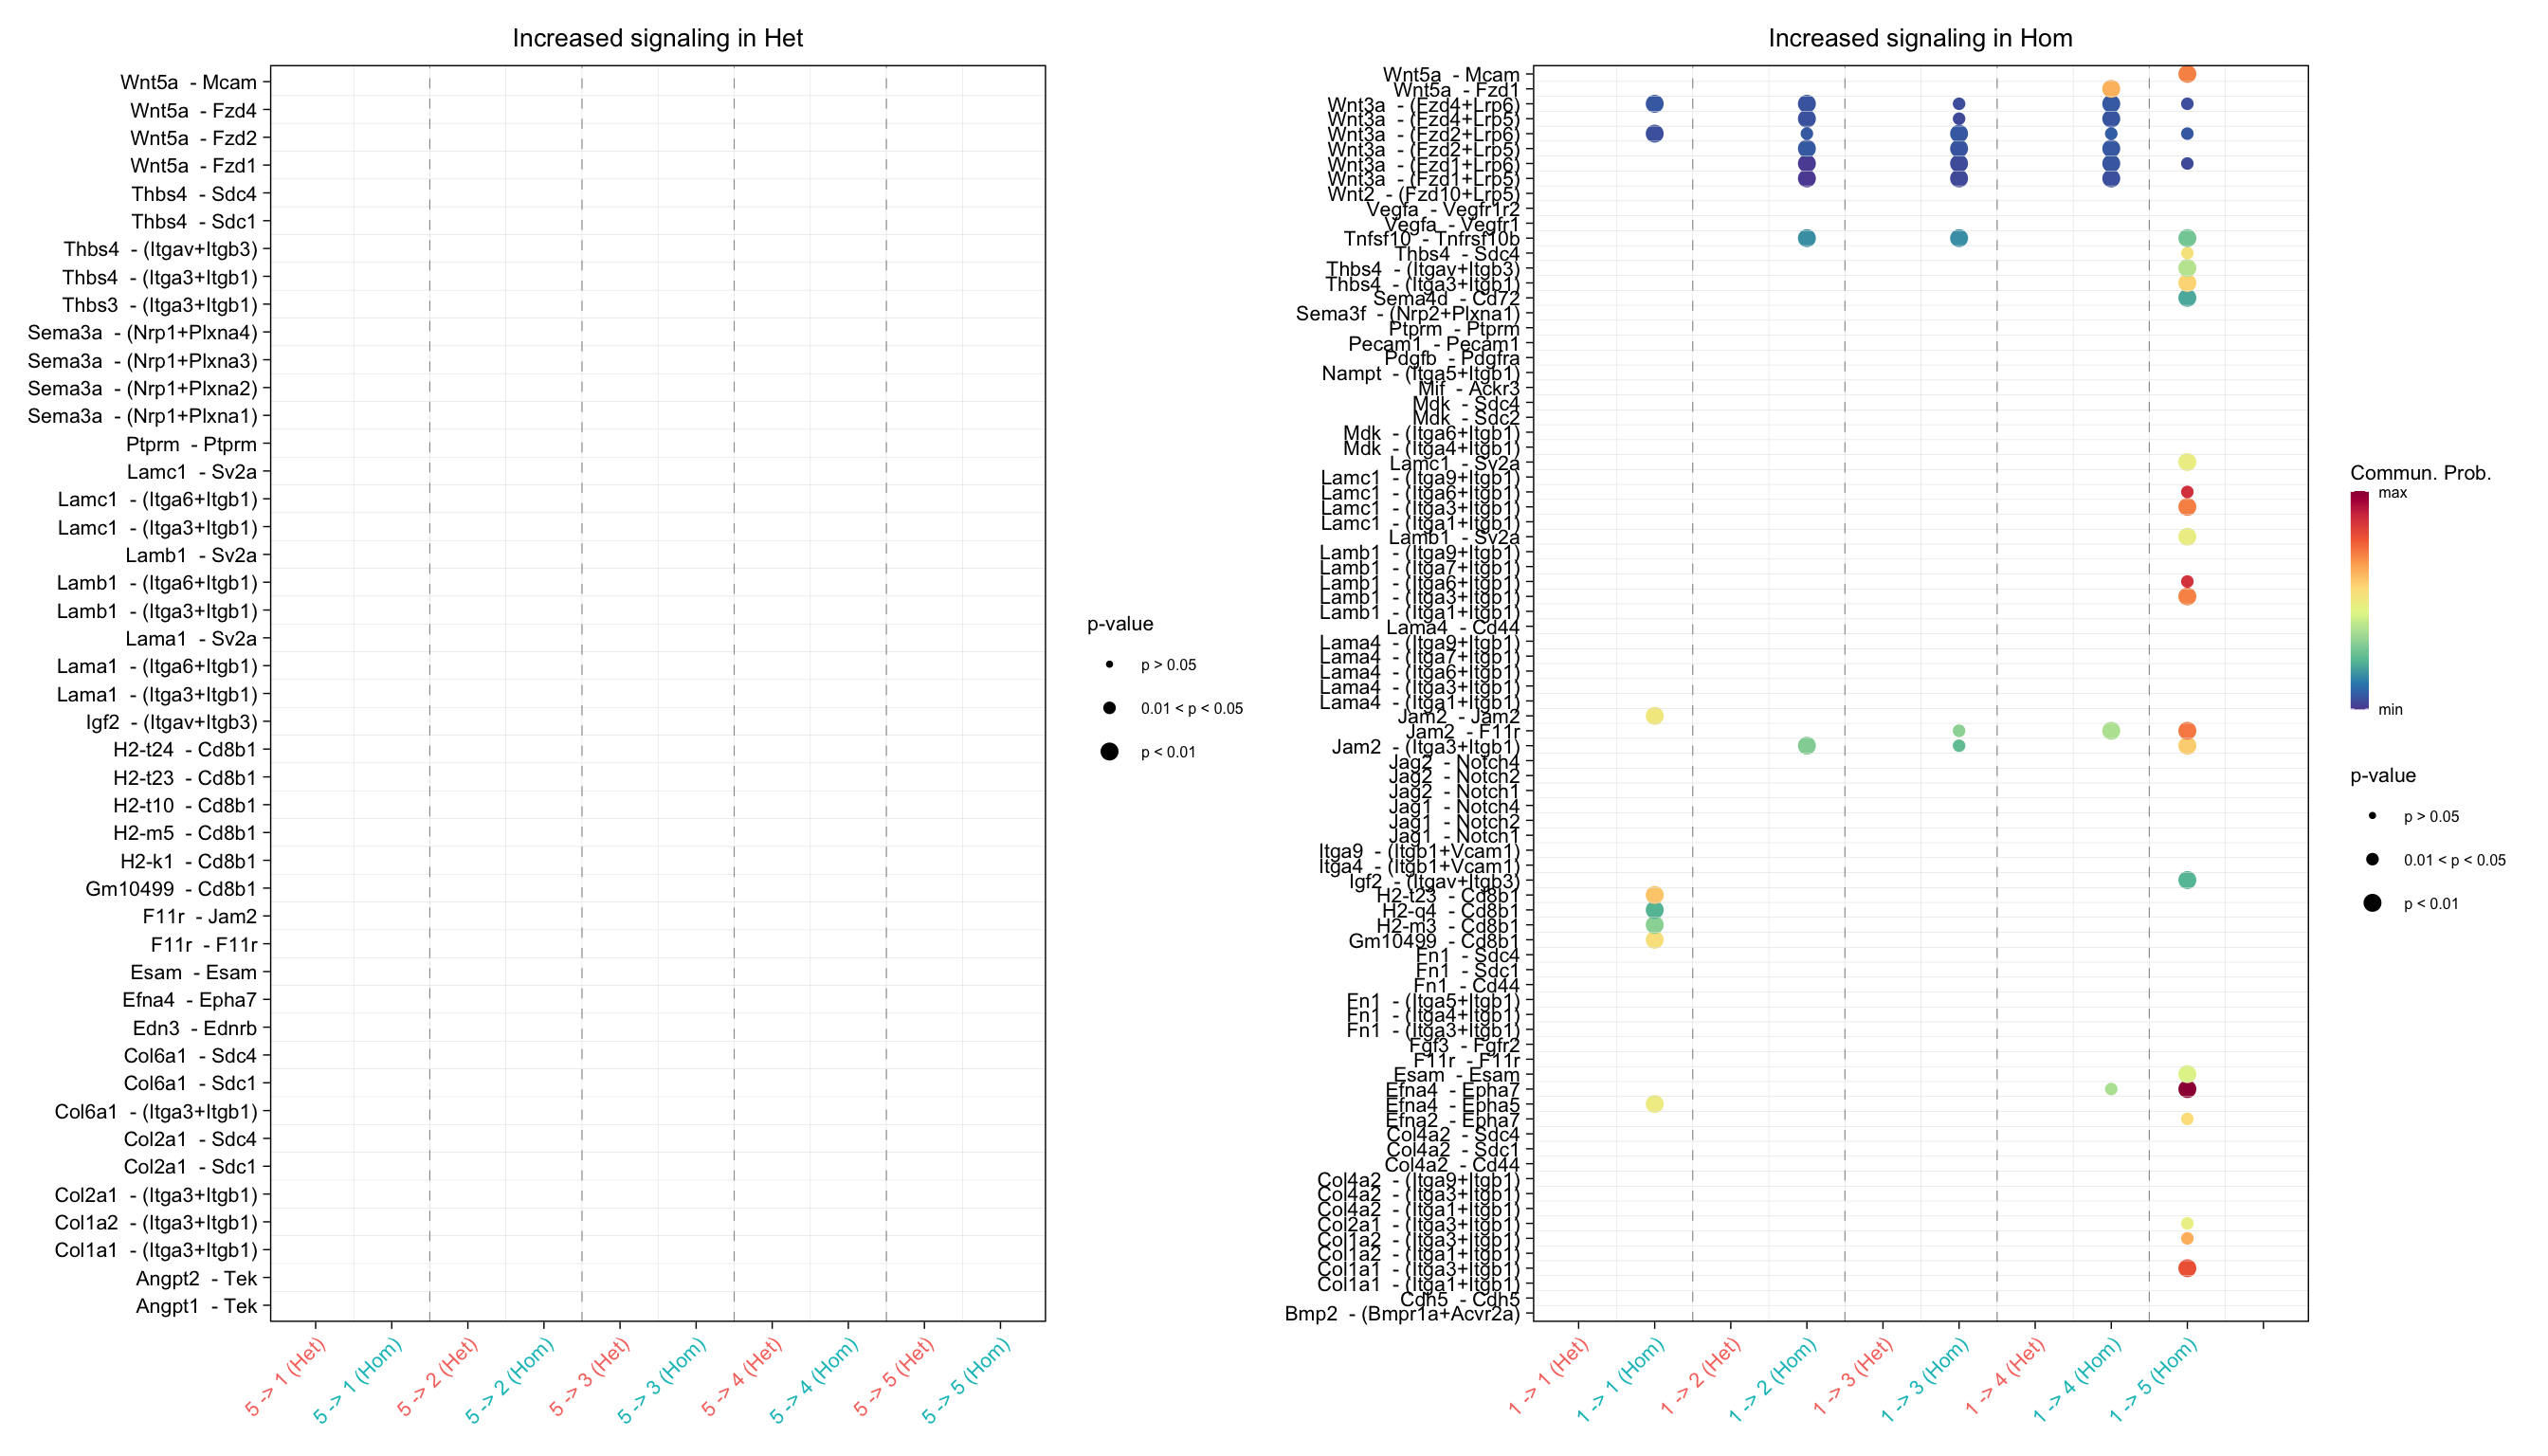 Increased signaling in Het
Wnt5a - Mcam
Wnt5a - Fzd4
Wnt5a - Fzd2
Wnt5a - Fzd1
Thbs4 - Sdc4
Thbs4 - Sdc1
Thbs4 - (Itgav+Itgb3)
Thbs4 - (Itga3+Itgb1)
Thbs3 - (Itga3+Itgb1)
Sema3a - (Nrp1+Plxna4)
Sema3a - (Nrp1+Plxna3)
Sema3a - (Nrp1+Plxna2)
Sema3a - (Nrp1+Plxna1)
Ptprm - Ptprm
Lamc1 - Sv2a
Lamc1 - (Itga6+Itgb1)
Lamc1 - (Itga3+Itgb1)
Lamb1 - Sv2a
Lamb1 - (Itga6+Itgb1)
Lamb1 - (Itga3+Itgb1)
Lama1 - Sv2a
Lama1 - (Itga6+Itgb1)
Lama1 - (Itga3+Itgb1)
Igf2 - (Itgav+Itgb3)
H2-t24 - Cd8b1
H2-t23 - Cd8b1
H2-t10 - Cd8b1
H2-m5 - Cd8b1
H2-k1 - Cd8b1
Gm10499 - Cd8b1
F11r - Jam2
F11r - F11r
Esam - Esam
Efna4 - Epha7
Edn3 - Ednrb
Col6a1 - Sdc4
Col6a1 - Sdc1
Col6a1 - (Itga3+Itgb1)
Col2a1 - Sdc4
Col2a1 - Sdc1
Col2a1 - (Itga3+Itgb1)
Col1a2 - (Itga3+Itgb1)
Col1a1 - (Itga3+Itgb1)
Angpt2 - Tek
Angpt1 - Tek
5 -> 1 (Het)
5 -> 1 (Hom)
5 -> 2 (Het)
5 -> 2 (Hom)
5 -> 3 (Het)
5 -> 3 (Hom)
5 -> 4 (Het)
5 -> 4 (Hom)
5 -> 5 (Het)
5 -> 5 (Hom)
p-value
p > 0.05
0.01 < p < 0.05
p < 0.01
Increased signaling in Hom
Wnt5a - Mcam
Wnt5a - Fzd1
Wnt3a - (Fzd4+Lrp6)
Wnt3a - (Fzd4+Lrp5)
Wnt3a - (Fzd2+Lrp6)
Wnt3a - (Fzd2+Lrp5)
Wnt3a - (Fzd1+Lrp6)
Wnt3a - (Fzd1+Lrp5)
Wnt2 - (Fzd10+Lrp5)
Vegfa - Vegfr1r2
Vegfa - Vegfr1
Tnfsf10 - Tnfrsf10b
Thbs4 - Sdc4
Thbs4 - (Itgav+Itgb3)
Thbs4 - (Itga3+Itgb1)
Sema4d - Cd72
Sema3f - (Nrp2+Plxna1)
Ptprm - Ptprm
Pecam1 - Pecam1
Pdgfb - Pdgfra
Nampt - (Itga5+Itgb1)
Mif - Ackr3
Mdk - Sdc4
Mdk - Sdc2
Mdk - (Itga6+Itgb1)
Mdk - (Itga4+Itgb1)
Lamc1 - Sv2a
Lamc1 - (Itga9+Itgb1)
Lamc1 - (Itga6+Itgb1)
Lamc1 - (Itga3+Itgb1)
Lamc1 - (Itga1+Itgb1)
Lamb1 - Sv2a
Lamb1 - (Itga9+Itgb1)
Lamb1 - (Itga7+Itgb1)
Lamb1 - (Itga6+Itgb1)
Lamb1 - (Itga3+Itgb1)
Lamb1 - (Itga1+Itgb1)
Lama4 - Cd44
Lama4 - (Itga9+Itgb1)
Lama4 - (Itga7+Itgb1)
Lama4 - (Itga6+Itgb1)
Lama4 - (Itga3+Itgb1)
Lama4 - (Itga1+Itgb1)
Jam2 - Jam2
Jam2 - F11r
Jam2 - (Itga3+Itgb1)
Jag2 - Notch4
Jag2 - Notch2
Jag2 - Notch1
Jag1 - Notch4
Jag1 - Notch2
Jag1 - Notch1
Itga9 - (Itgb1+Vcam1)
Itga4 - (Itgb1+Vcam1)
Igf2 - (Itgav+Itgb3)
H2-t23 - Cd8b1
H2-q4 - Cd8b1
H2-m3 - Cd8b1
Gm10499 - Cd8b1
Fn1 - Sdc4
Fn1 - Sdc1
Fn1 - Cd44
Fn1 - (Itga5+Itgb1)
Fn1 - (Itga4+Itgb1)
Fn1 - (Itga3+Itgb1)
Fgf3 - Fgfr2
F11r - F11r
Esam - Esam
Efna4 - Epha7
Efna4 - Epha5
Efna2 - Epha7
Col4a2 - Sdc4
Col4a2 - Sdc1
Col4a2 - Cd44
Col4a2 - (Itga9+Itgb1)
Col4a2 - (Itga3+Itgb1)
Col4a2 - (Itga1+Itgb1)
Col2a1 - (Itga3+Itgb1)
Col1a2 - (Itga3+Itgb1)
Col1a2 - (Itga1+Itgb1)
Col1a1 - (Itga3+Itgb1)
Col1a1 - (Itga1+Itgb1)
Cdh5 - Cdh5
Bmp2 - (Bmpr1a+Acvr2a)
1 -> 1 (Het)
1 -> 1 (Hom)
1 -> 2 (Het)
1 -> 2 (Hom)
1 -> 3 (Het)
1 -> 3 (Hom)
1 -> 4 (Het)
1 -> 4 (Hom)
1 -> 5 (Hom)
Commun. Prob.
max
min
p-value
p > 0.05
0.01 < p < 0.05
p < 0.01